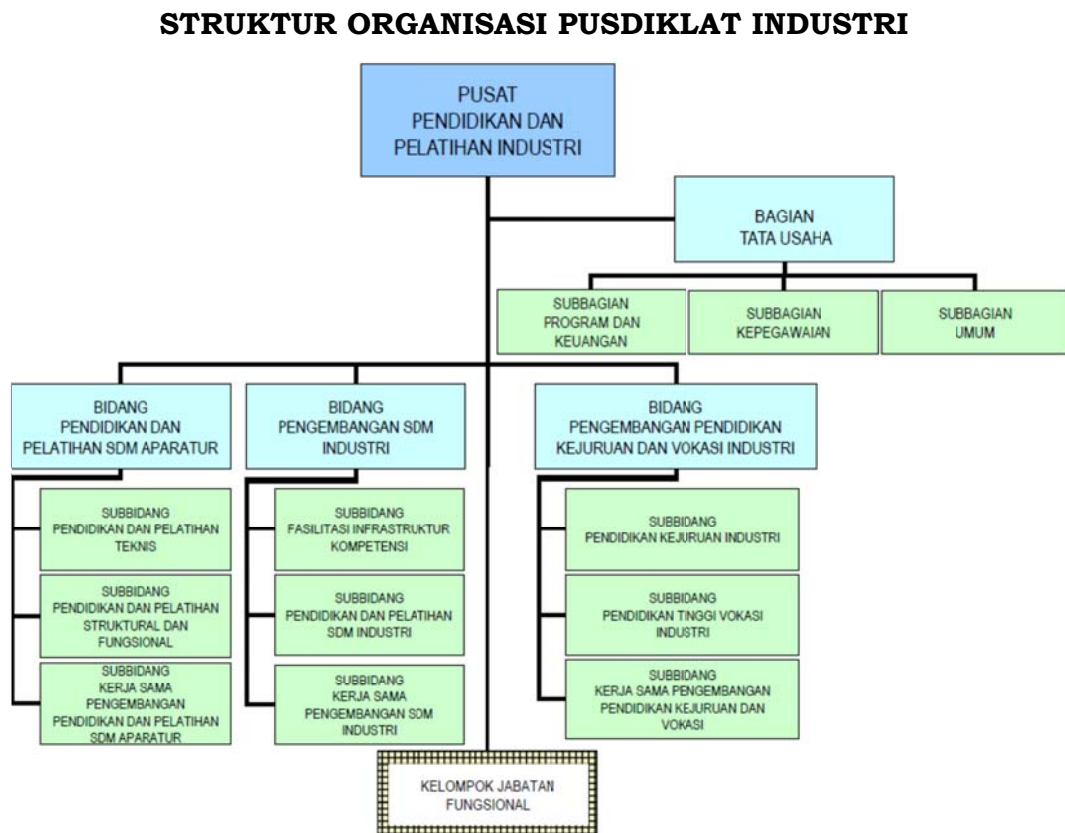 STRUKTUR ORGANISASI PUSDIKLAT INDUSTRI
PUSAT
PENDIDIKAN DAN
PELATIHAN INDUSTRI
BAGIAN
TATA USAHA
SUBBAGIAN
PROGRAM DAN
KEUANGAN
SUBBAGIAN
KEPEGAWAIAN
SUBBAGIAN
UMUM
BIDANG
PENDIDIKAN DAN
PELATIHAN SDM APARATUR
BIDANG
PENGEMBANGAN SDM
INDUSTRI
BIDANG
PENGEMBANGAN PENDIDIKAN
KEJURUAN DAN VOKASI INDUSTRI
SUBBIDANG
PENDIDIKAN DAN PELATIHAN
TEKNIS
SUBBIDANG
PENDIDIKAN DAN PELATIHAN
STRUKTURAL DAN
FUNGSIONAL
SUBBIDANG
KERJA SAMA
PENGEMBANGAN
PENDIDIKAN DAN PELATIHAN
SDM APARATUR
SUBBIDANG
FASILITASI INFRASTRUKTUR
KOMPETENSI
SUBBIDANG
PENDIDIKAN DAN PELATIHAN
SDM INDUSTRI
SUBBIDANG
KERJA SAMA
PENGEMBANGAN SDM
INDUSTRI
SUBBIDANG
PENDIDIKAN KEJURUAN INDUSTRI
SUBBIDANG
PENDIDIKAN TINGGI VOKASI
INDUSTRI
SUBBIDANG
KERJA SAMA PENGEMBANGAN
PENDIDIKAN KEJURUAN DAN
VOKASI
KELOMPOK JABATAN
FUNGSIONAL